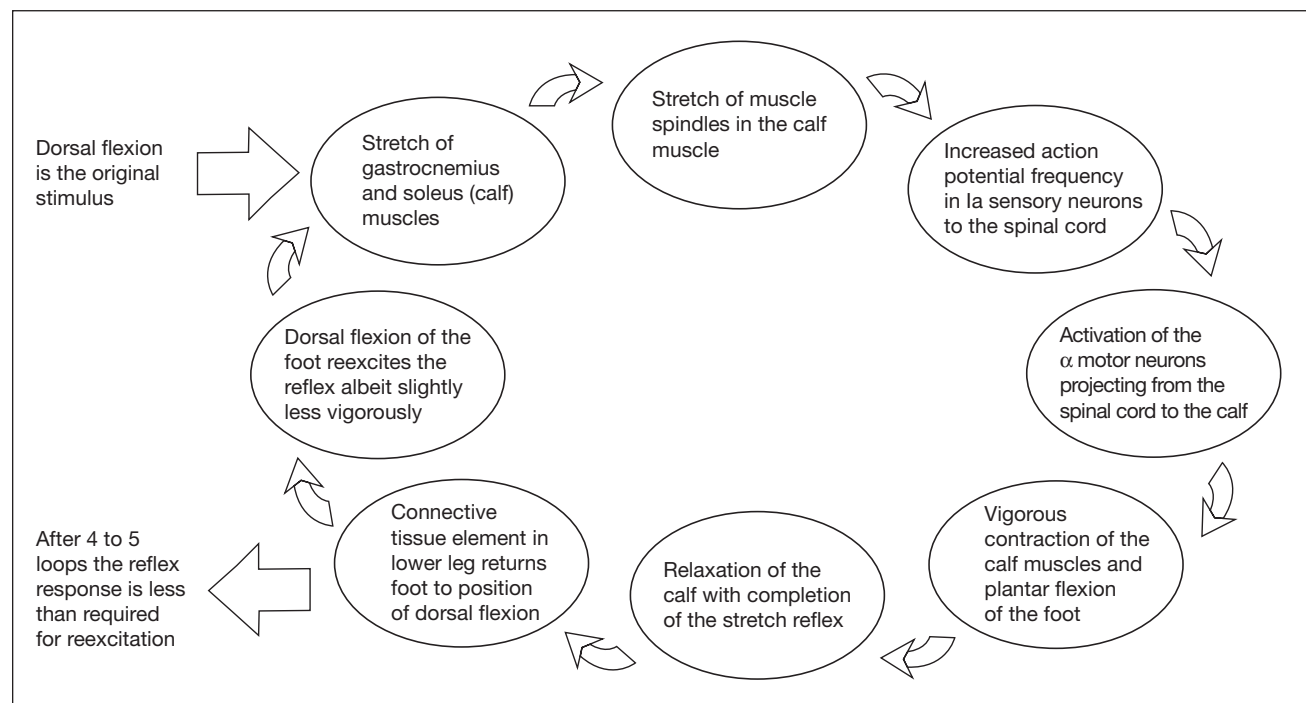 Dorsal flexion
is the original
stimulus
Stretch of
gastrocnemius
and soleus (calf)
muscles
Stretch of muscle
spindles in the calf
muscle
Increased action
potential frequency
in Ia sensory neurons
to the spinal cord
Activation of the
α motor neurons
projecting from the
spinal cord to the calf
Vigorous
contraction of the
calf muscles and
plantar flexion
of the foot
Relaxation of the
calf with completion
of the stretch reflex
Connective
tissue element in
lower leg returns
foot to position
of dorsal flexion
Dorsal flexion of the
foot reexcites the
reflex albeit slightly
less vigorously
After 4 to 5
loops the reflex
response is less
than required
for reexcitation